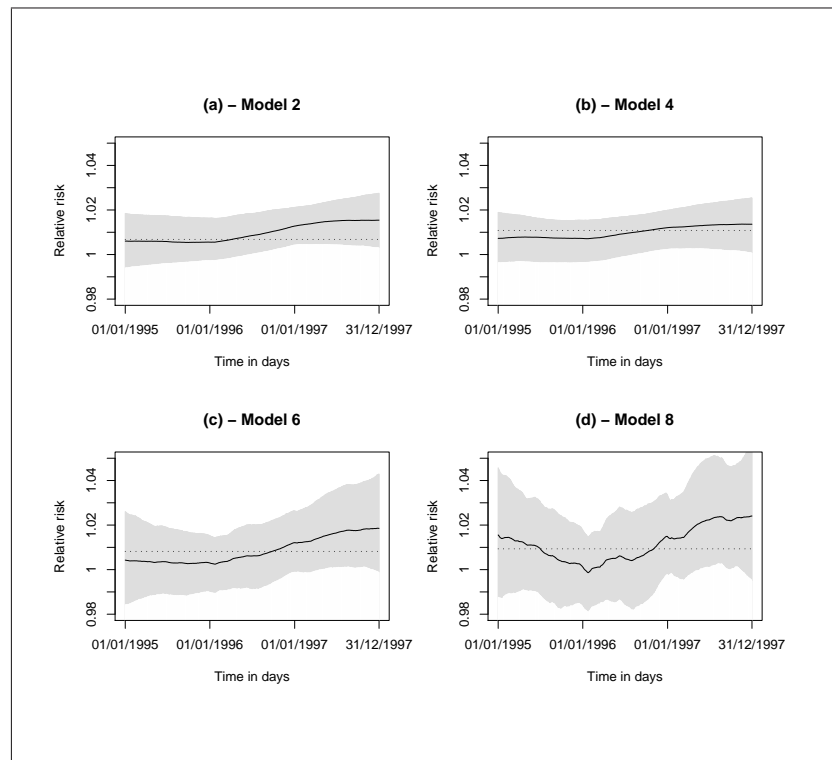 (a) – Model 2
Relative risk
0.98 1 1.02 1.04
01/01/1995 01/01/1996 01/01/1997 31/12/1997
Time in days
(b) – Model 4
Relative risk
0.98 1 1.02 1.04
01/01/1995 01/01/1996 01/01/1997 31/12/1997
Time in days
(c) – Model 6
Relative risk
0.98 1 1.02 1.04
01/01/1995 01/01/1996 01/01/1997 31/12/1997
Time in days
(d) – Model 8
Relative risk
0.98 1 1.02 1.04
01/01/1995 01/01/1996 01/01/1997 31/12/1997
Time in days